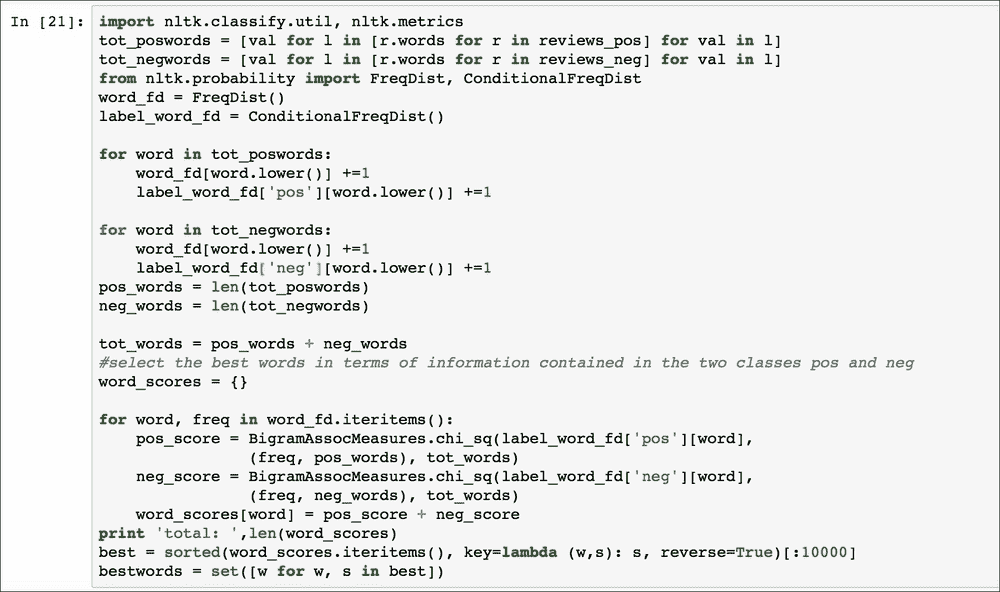 In [21]: import nltk.classify.util, nltk.metrics
tot_poswords = [val for l in [r.words for r in reviews_pos] for val in l]
tot_negwords = [val for l in [r.words for r in reviews_neg] for val in l]
from nltk.probability import FreqDist, ConditionalFreqDist
word_fd = FreqDist()
label_word_fd = ConditionalFreqDist()

for word in tot_poswords:
    word_fd[word.lower()] +=1
    label_word_fd['pos'][word.lower()] +=1

for word in tot_negwords:
    word_fd[word.lower()] +=1
    label_word_fd['neg'][word.lower()] +=1
pos_words = len(tot_poswords)
neg_words = len(tot_negwords)

tot_words = pos_words + neg_words
#select the best words in terms of information contained in the two classes pos and neg
word_scores = {}

for word, freq in word_fd.iteritems():
    pos_score = BigramAssocMeasures.chi_sq(label_word_fd['pos'][word],
                (freq, pos_words), tot_words)
    neg_score = BigramAssocMeasures.chi_sq(label_word_fd['neg'][word],
                (freq, neg_words), tot_words)
    word_scores[word] = pos_score + neg_score
print 'total: ',len(word_scores)
best = sorted(word_scores.iteritems(), key=lambda (w,s): s, reverse=True)[:10000]
bestwords = set([w for w, s in best])